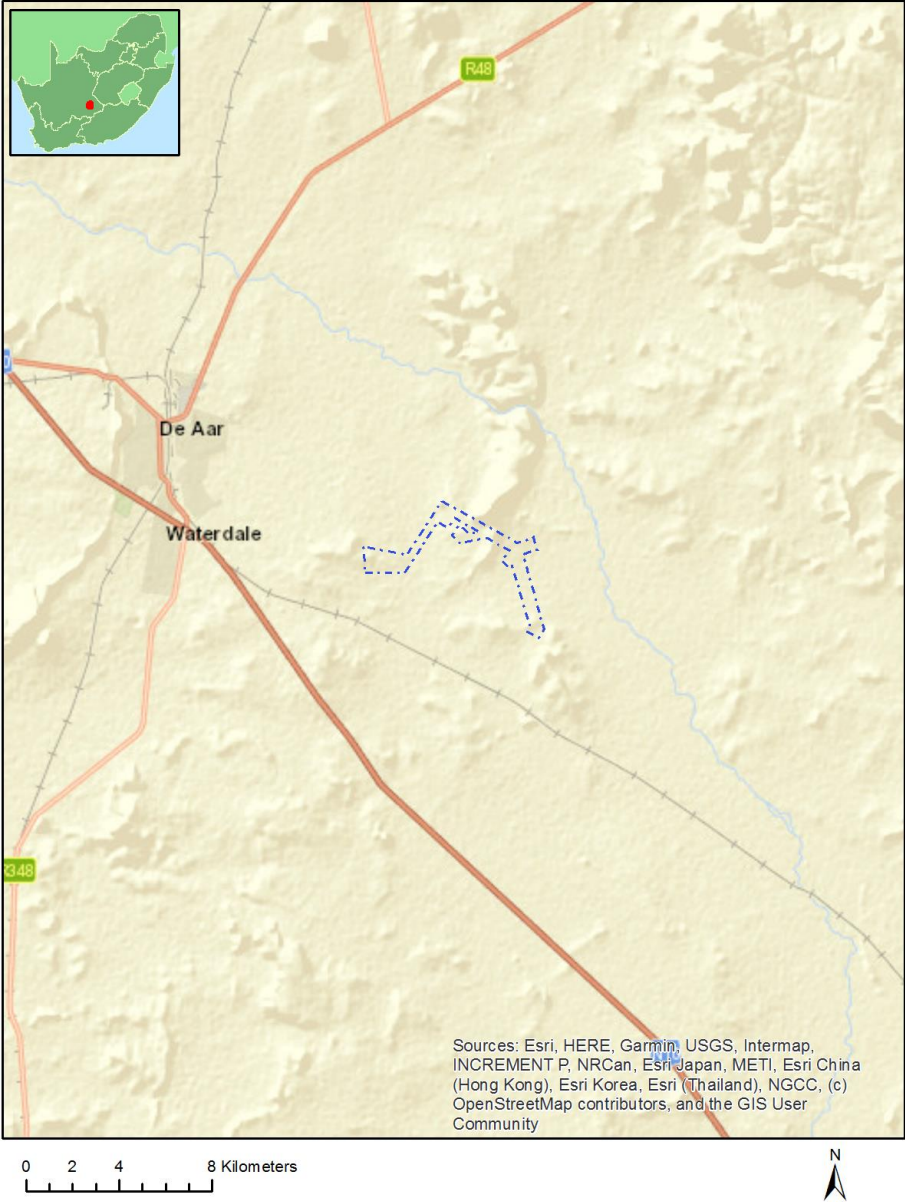 R48
De Aar
Waterdale
R348
N10
Sources: Esri, HERE, Garmin, USGS, Intermap,
INCREMENT P, NRCan, Esri Japan, METI, Esri China
(Hong Kong), Esri Korea, Esri (Thailand), NGCC, (c)
OpenStreetMap contributors, and the GIS User
Community
0 2 4 8 Kilometers
N